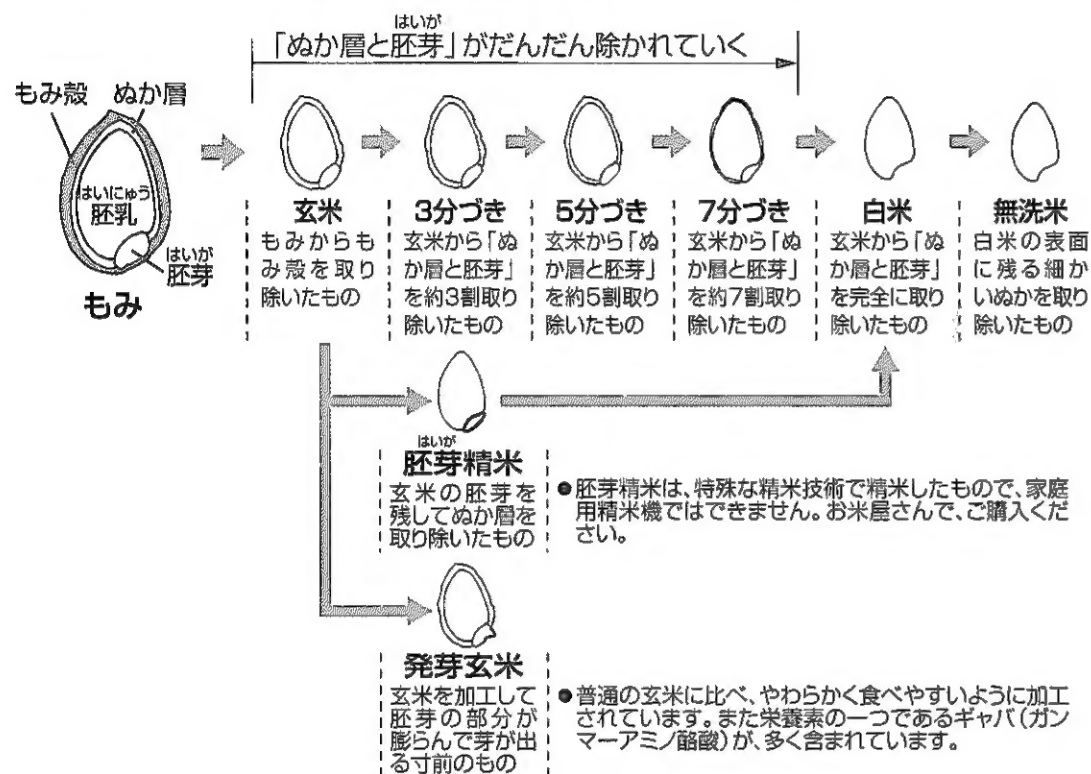 「ぬか層と胚芽」がだんだん除かれていく
はいが
もみ殻 ぬか層
はいにゅう
胚乳
はいが
胚芽
もみ
玄米
もみからも
み殻を取り
除いたもの
3分づき
玄米から「ぬ
か層と胚芽」
を約3割取り
除いたもの
5分づき
玄米から「ぬ
か層と胚芽」
を約5割取り
除いたもの
7分づき
玄米から「ぬ
か層と胚芽」
を約7割取り
除いたもの
白米
玄米から「ぬ
か層と胚芽」
を完全に取り
除いたもの
無洗米
白米の表面
に残る細か
いぬかを取り
除いたもの
はいが
胚芽精米
玄米の胚芽を
残してぬか層を
取り除いたもの
●胚芽精米は、特殊な精米技術で精米したもので、家庭
用精米機ではできません。お米屋さんで、ご購入くだ
さい。
発芽玄米
玄米を加工して
胚芽の部分が
膨らんで芽が出
る寸前のもの
●普通の玄米に比べ、やわらかく食べやすいように加工
されています。また栄養素の一つであるギャバ(ガン
マーアミノ酪酸)が、多く含まれています。